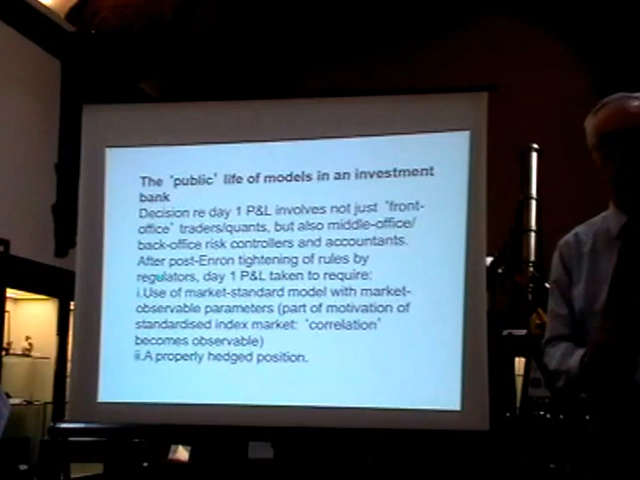 The 'public' life of models in an investment
bank
Decision re day 1 P&L involves not just 'front-
office' traders/quants, but also middle-office/
back-office risk controllers and accountants.
After post-Enron tightening of rules by
regulators, day 1 P&L taken to require:
i.Use of market-standard model with market-
observable parameters (part of motivation of
standardised index market: 'correlation'
becomes observable)
ii.A properly hedged position.